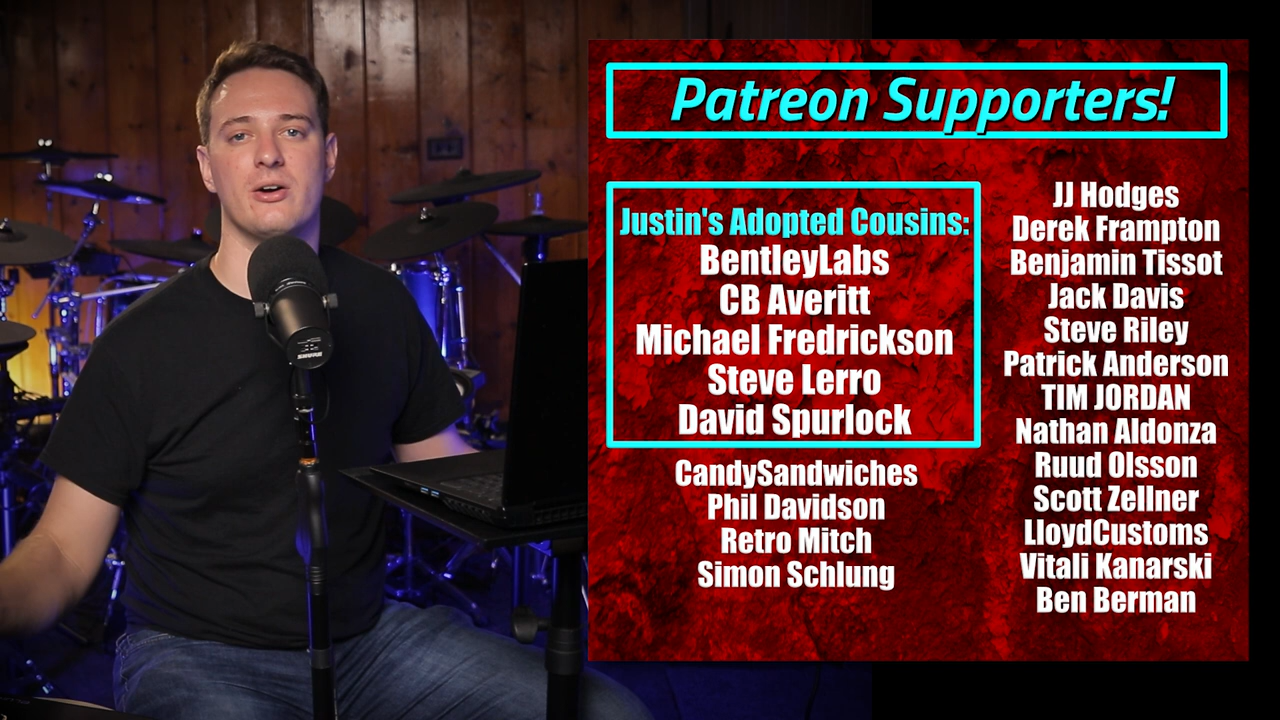 Patreon Supporters!
Justin's Adopted Cousins:
BentleyLabs
CB Averitt
Michael Fredrickson
Steve Lerro
David Spurlock
CandySandwiches
Phil Davidson
Retro Mitch
Simon Schlung
JJ Hodges
Derek Frampton
Benjamin Tissot
Jack Davis
Steve Riley
Patrick Anderson
TIM JORDAN
Nathan Aldonza
Ruud Olsson
Scott Zellner
LloydCustoms
Vitali Kanarski
Ben Berman
SHURE